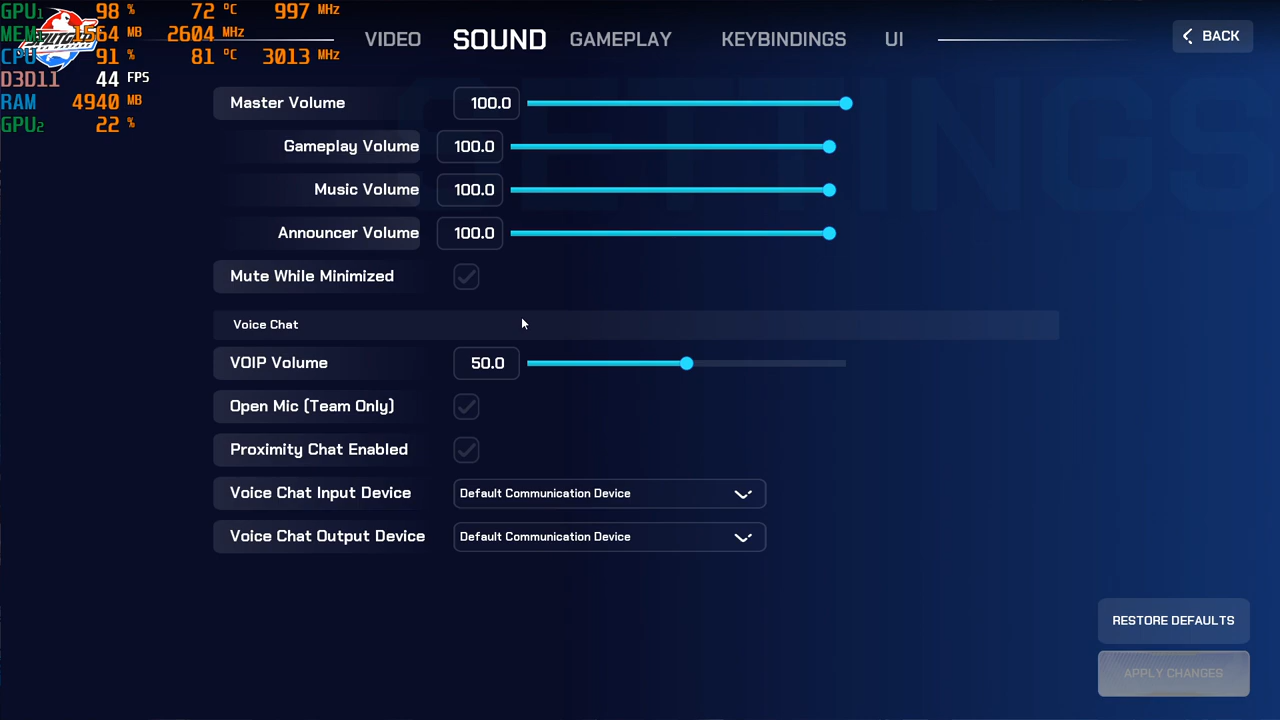 GPU1 98 % 72 °C 997 MHz
MEM 1564 MB 2604 MHz
CPU 91 % 81 °C 3013 MHz
D3D11 44 FPS
RAM 4940 MB
GPU2 22 %
VIDEO SOUND GAMEPLAY KEYBINDINGS UI
BACK
Master Volume 100.0
Gameplay Volume 100.0
Music Volume 100.0
Announcer Volume 100.0
Mute While Minimized
Voice Chat
VOIP Volume 50.0
Open Mic (Team Only)
Proximity Chat Enabled
Voice Chat Input Device Default Communication Device
Voice Chat Output Device Default Communication Device
SETTINGS
RESTORE DEFAULTS
APPLY CHANGES